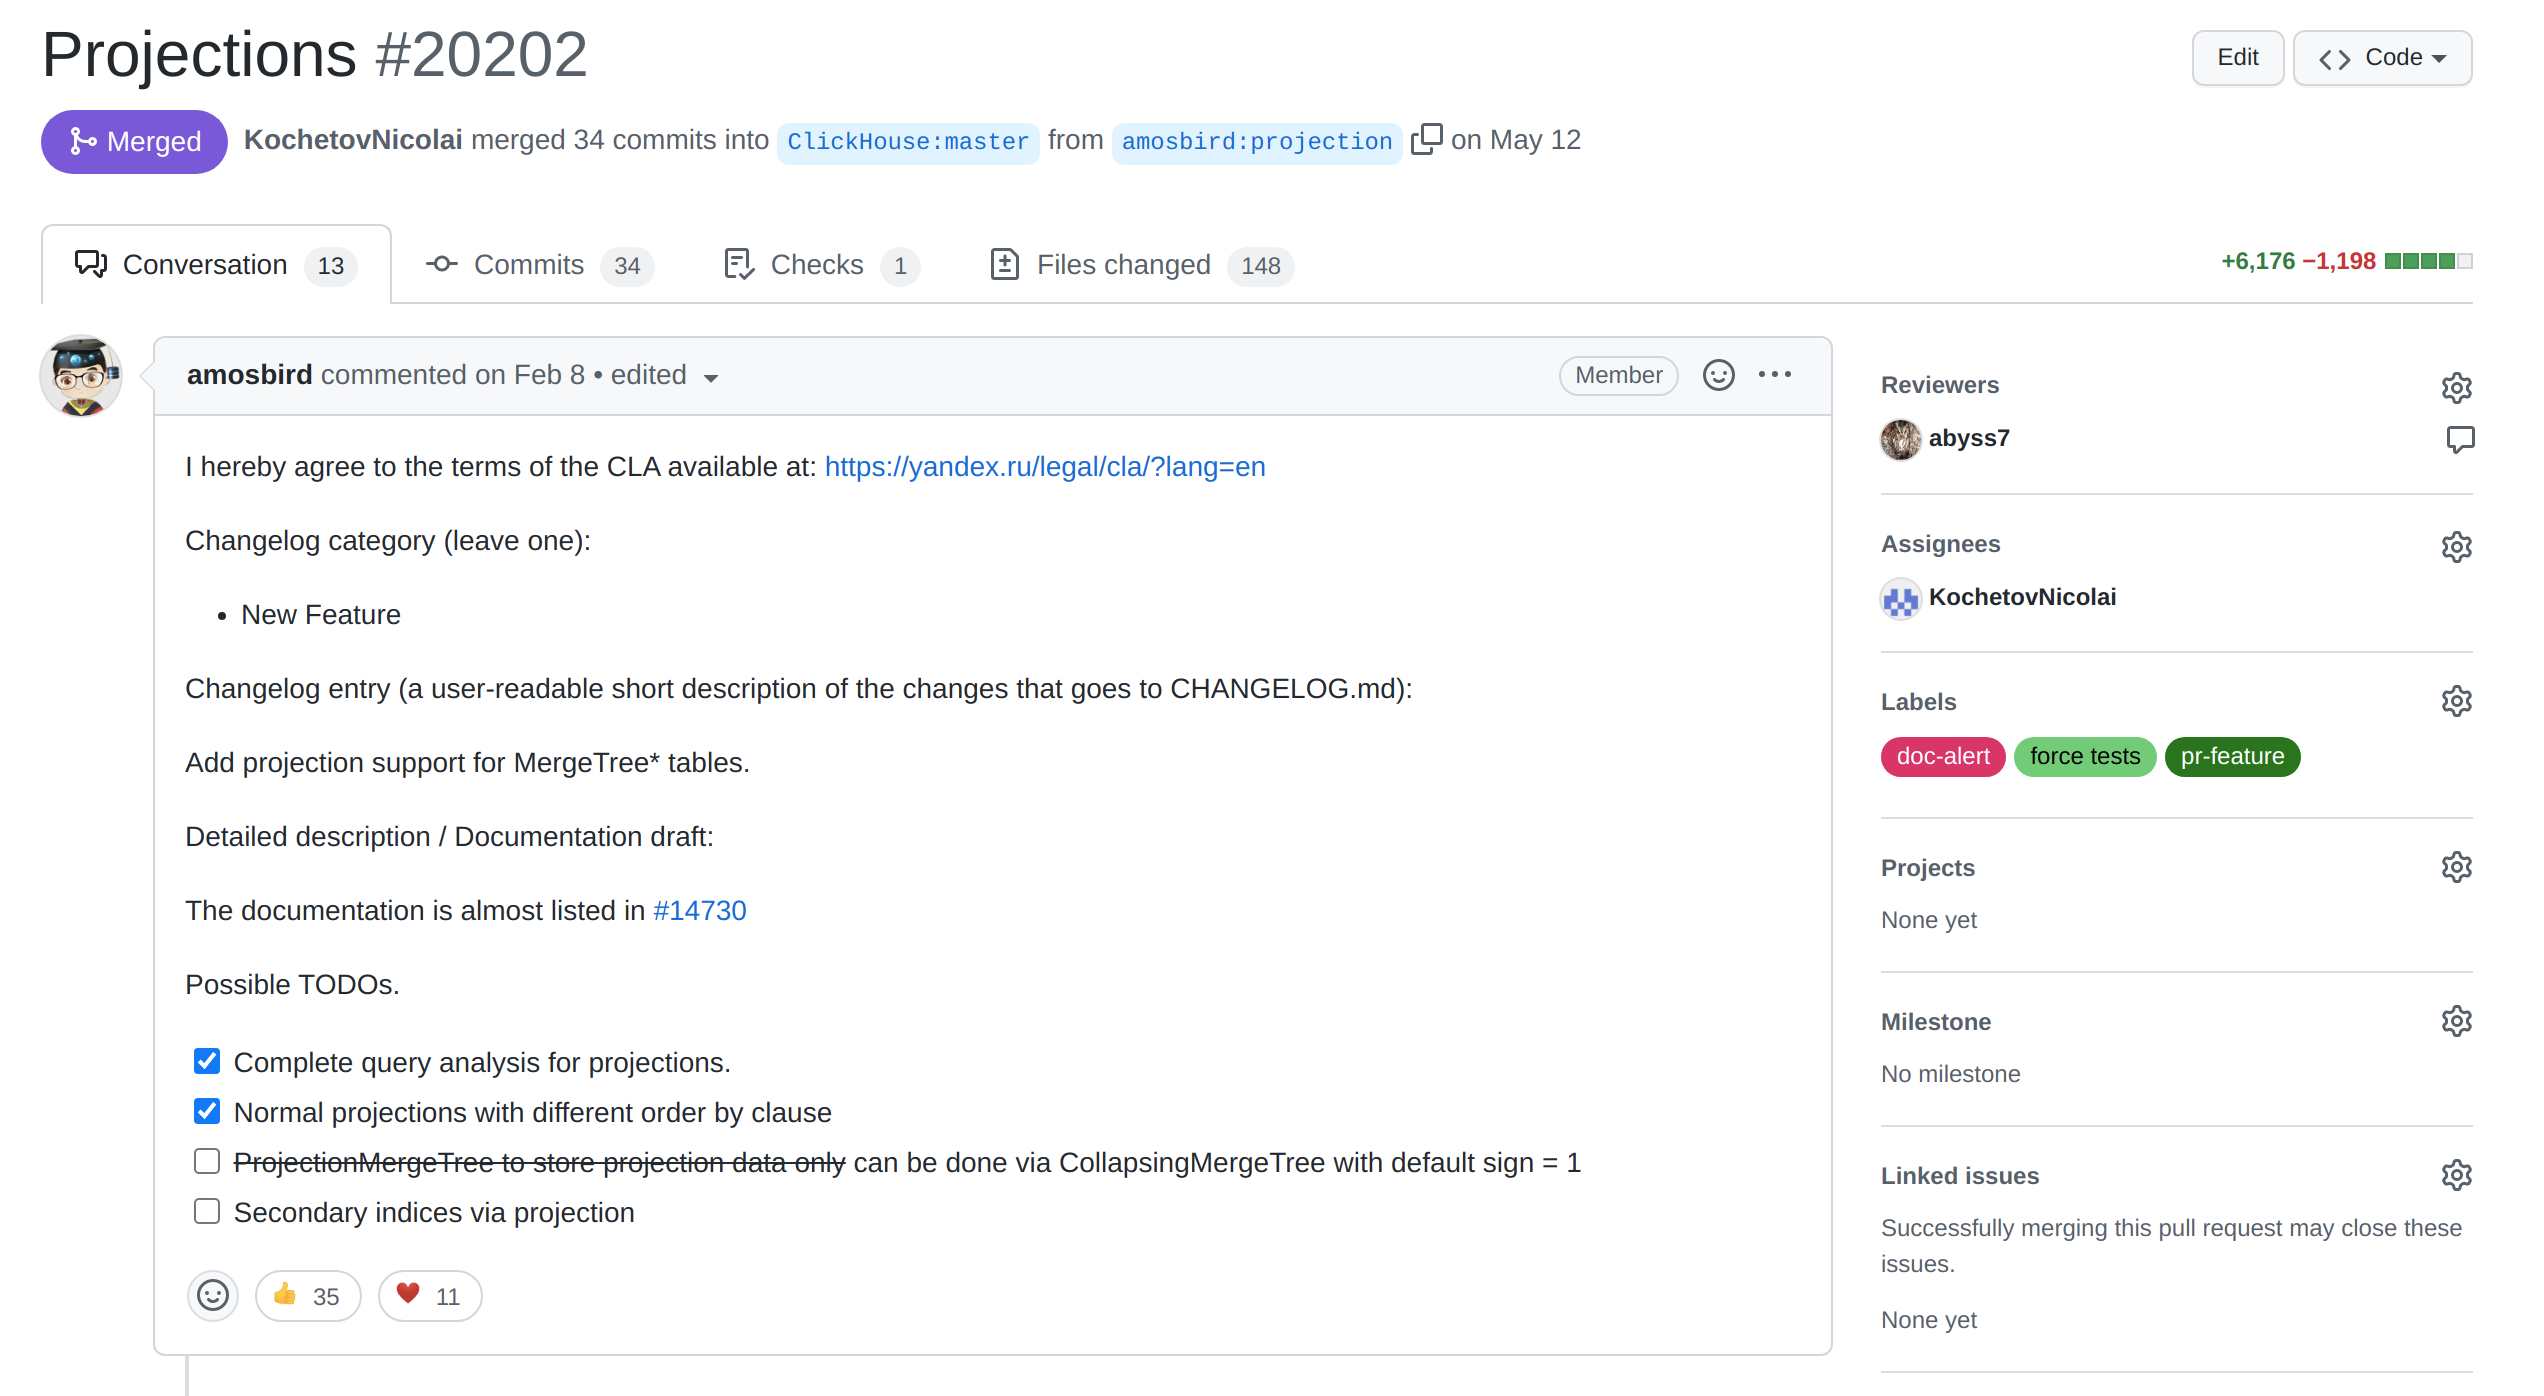 Projections #20202
Edit
Code
Merged
KochetovNicolai merged 34 commits into ClickHouse:master from amosbird:projection on May 12
Conversation 13
Commits 34
Checks 1
Files changed 148
+6,176 −1,198
amosbird commented on Feb 8 • edited
Member
I hereby agree to the terms of the CLA available at: https://yandex.ru/legal/cla/?lang=en
Changelog category (leave one):
• New Feature
Changelog entry (a user-readable short description of the changes that goes to CHANGELOG.md):
Add projection support for MergeTree* tables.
Detailed description / Documentation draft:
The documentation is almost listed in #14730
Possible TODOs.
Complete query analysis for projections.
Normal projections with different order by clause
ProjectionMergeTree to store projection data only can be done via CollapsingMergeTree with default sign = 1
Secondary indices via projection
👍 35
❤️ 11
Reviewers
abyss7
Assignees
KochetovNicolai
Labels
doc-alert force tests pr-feature
Projects
None yet
Milestone
No milestone
Linked issues
Successfully merging this pull request may close these
issues.
None yet